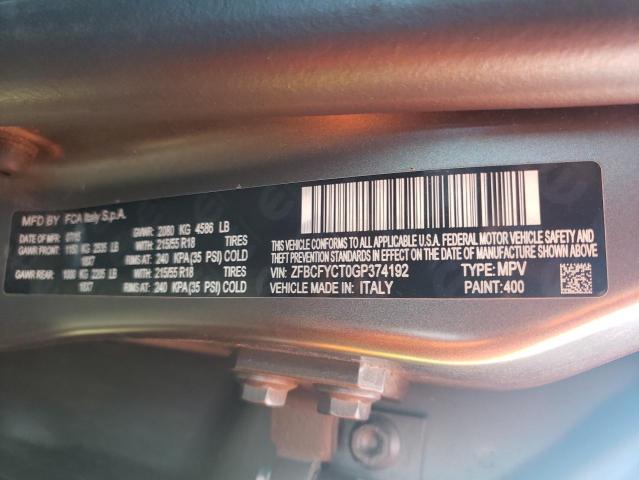 MFD BY FCA Italy S.p.A.
DATE OF MFR 07/15 GVWR: 2080 KG 4586 LB
GAWR FRONT: 1150 KG 2535 LB WITH 215/55 R18 TIRES
18X7 RIMS AT: 240 KPA(35 PSI) COLD
GAWR REAR: 1000 KG 2205 LB WITH 215/55 R18 TIRES
18X7 RIMS AT: 240 KPA(35 PSI) COLD
THIS VEHICLE CONFORMS TO ALL APPLICABLE U.S.A. FEDERAL MOTOR VEHICLE SAFETY
BUMPER, AND THEFT PREVENTION STANDARDS IN EFFECT ON THE DATE OF MANUFACTURE SHOWN ABOVE.
VIN: ZFBCFYCT0GP374192 TYPE: MPV
VEHICLE MADE IN: ITALY PAINT: 400